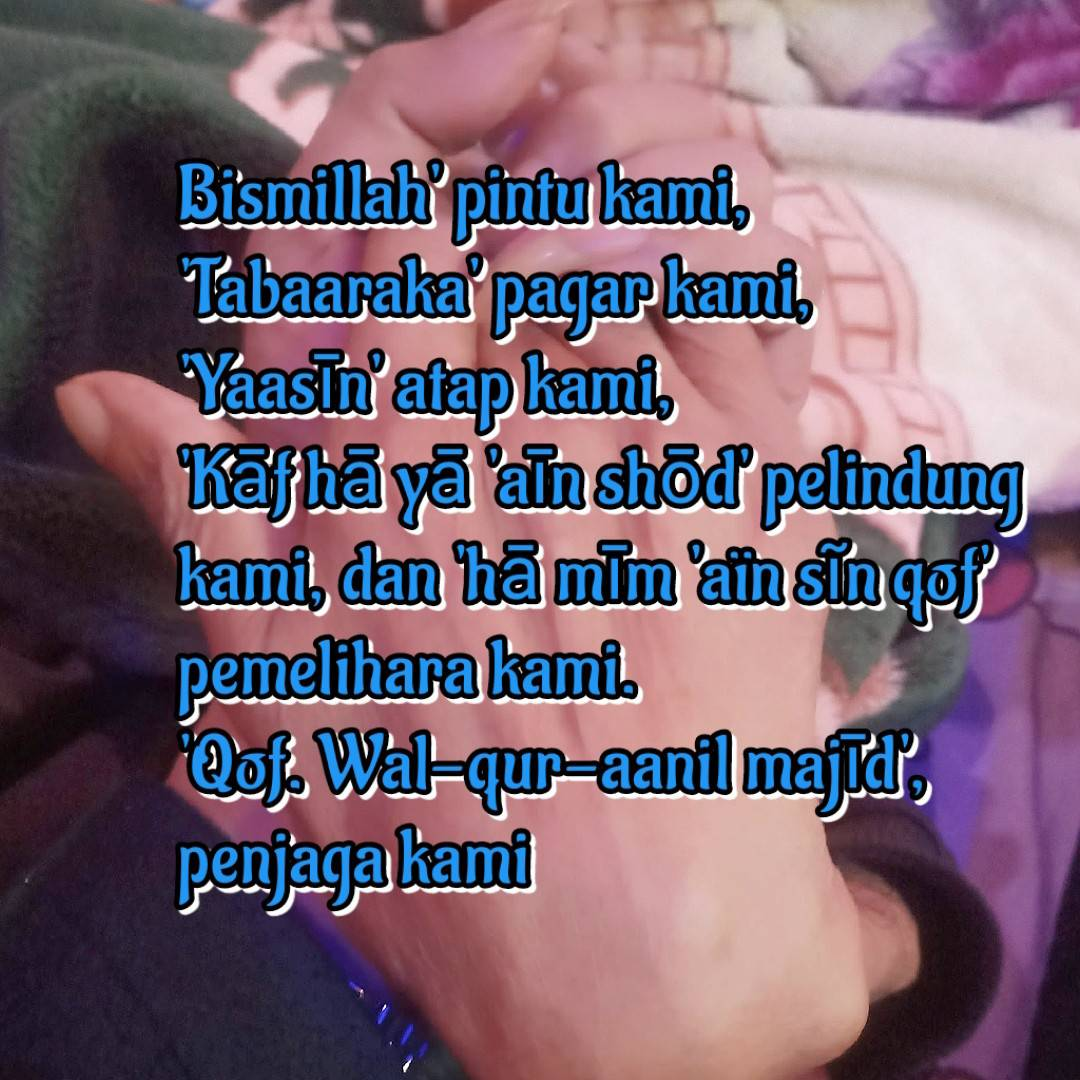 Bismillah' pintu kami,
'Tabaaraka' pagar kami,
'Yaasīn' atap kami,
'Kāf hā yā 'aīn shōd' pelindung
kami, dan 'hā mīm 'aïn sĩn qof'
pemelihara kami.
'Qof. Wal-qur-aanil majīd',
penjaga kami